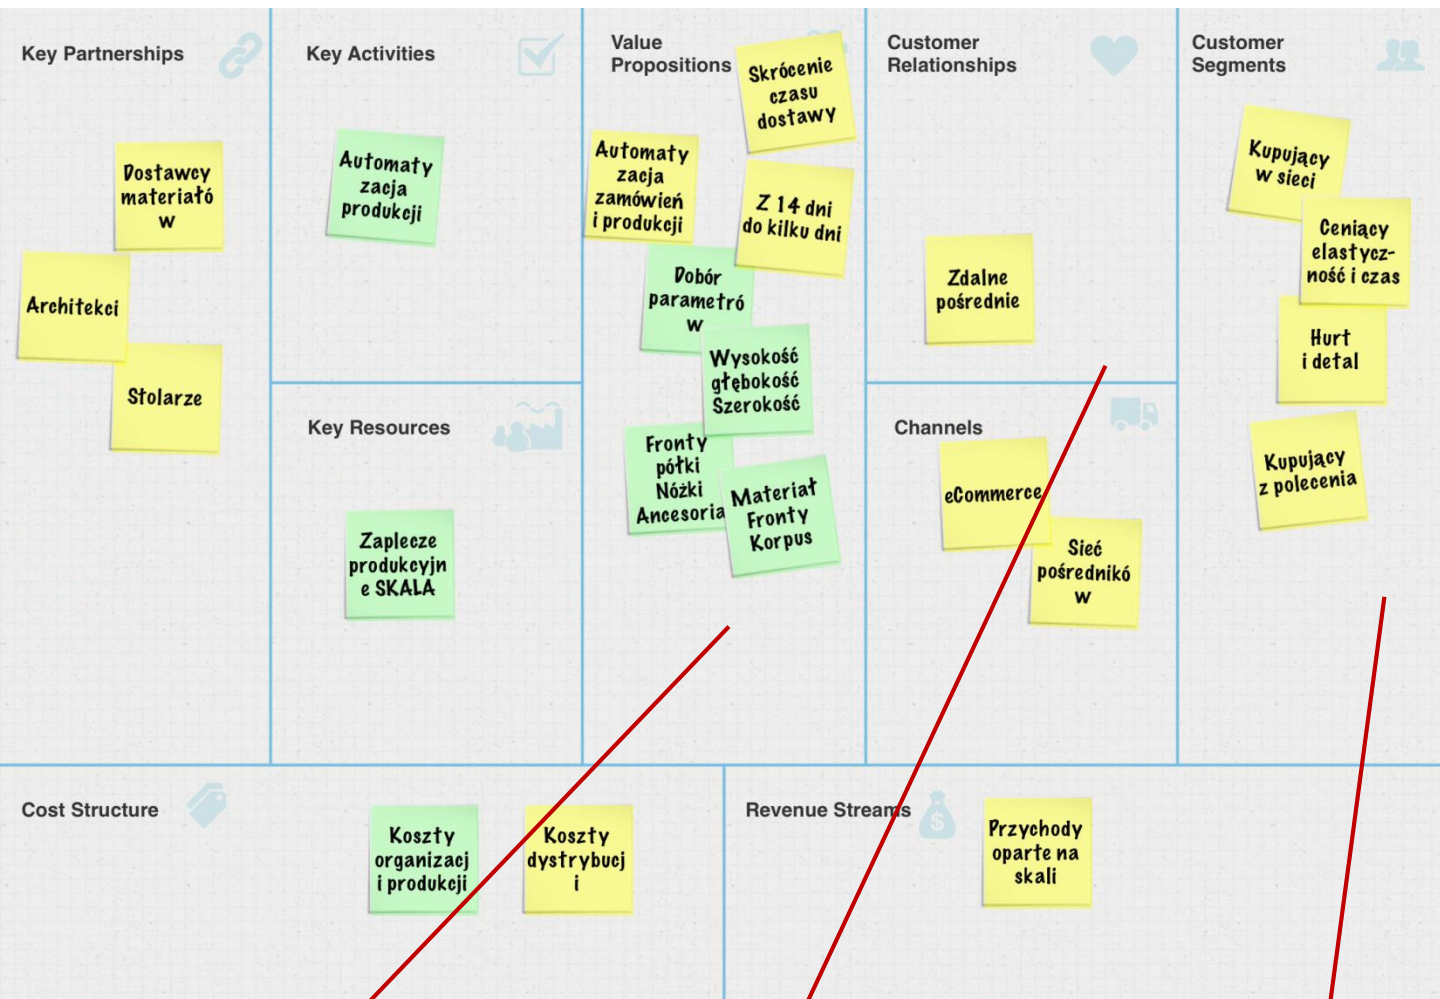 Key Partnerships
Dostawcy
materiałó
w
Architekci
Stolarze
Key Activities
Automaty
zacja
produkcji
Key Resources
Zaplecze
produkcyjn
e SKALA
Value
Propositions
Skrócenie
czasu
dostawy
Automaty
zacja
zamówień
i produkcji
Z 14 dni
do kilku dni
Dobór
parametró
w
Wysokość
głębokość
Szerokość
Fronty
półki
Nóżki
Ancesoria
Materiał
Fronty
Korpus
Customer
Relationships
Zdalne
pośrednie
Channels
eCommerce
Sieć
pośrednikó
w
Customer
Segments
Kupujący
w sieci
Ceniący
elastycz-
ność i czas
Hurt
i detal
Kupujący
z polecenia
Cost Structure
Koszty
organizacj
i produkcji
Koszty
dystrybucj
i
Revenue Streams
$
Przychody
oparte na
skali